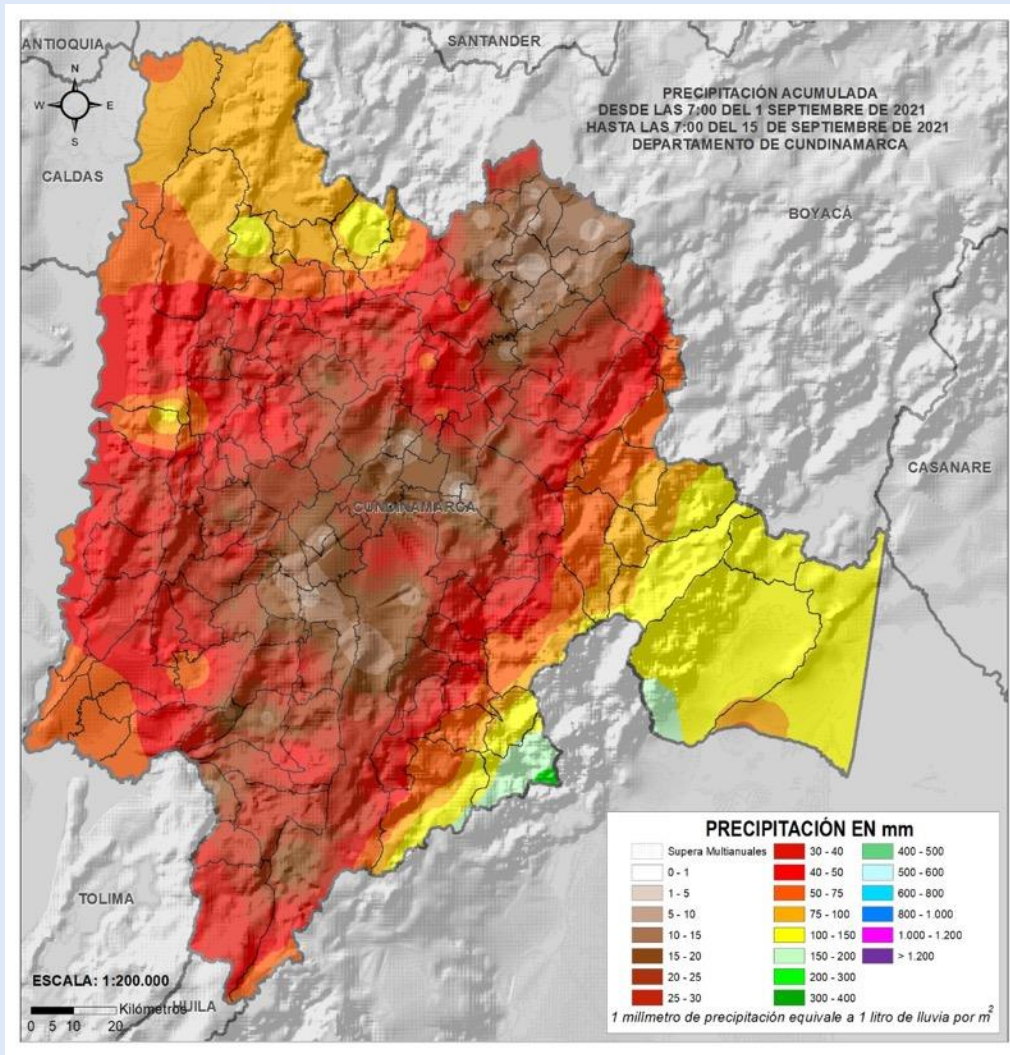 ANTIOQUIA
SANTANDER
N
W E
S
PRECIPITACIÓN ACUMULADA
DESDE LAS 7:00 DEL 1 SEPTIEMBRE DE 2021
HASTA LAS 7:00 DEL 15 DE SEPTIEMBRE DE 2021
DEPARTAMENTO DE CUNDINAMARCA
CALDAS
BOYACÁ
CASANARE
CUNDINAMARCA
TOLIMA
HUILA
ESCALA: 1:200.000
Kilómetros
0 5 10 20
PRECIPITACIÓN EN mm
Supera Multianuales
0 - 1
1 - 5
5 - 10
10 - 15
15 - 20
20 - 25
25 - 30
30 - 40
40 - 50
50 - 75
75 - 100
100 - 150
150 - 200
200 - 300
300 - 400
400 - 500
500 - 600
600 - 800
800 - 1.000
1.000 - 1.200
> 1.200
1 milímetro de precipitación equivale a 1 litro de lluvia por m²